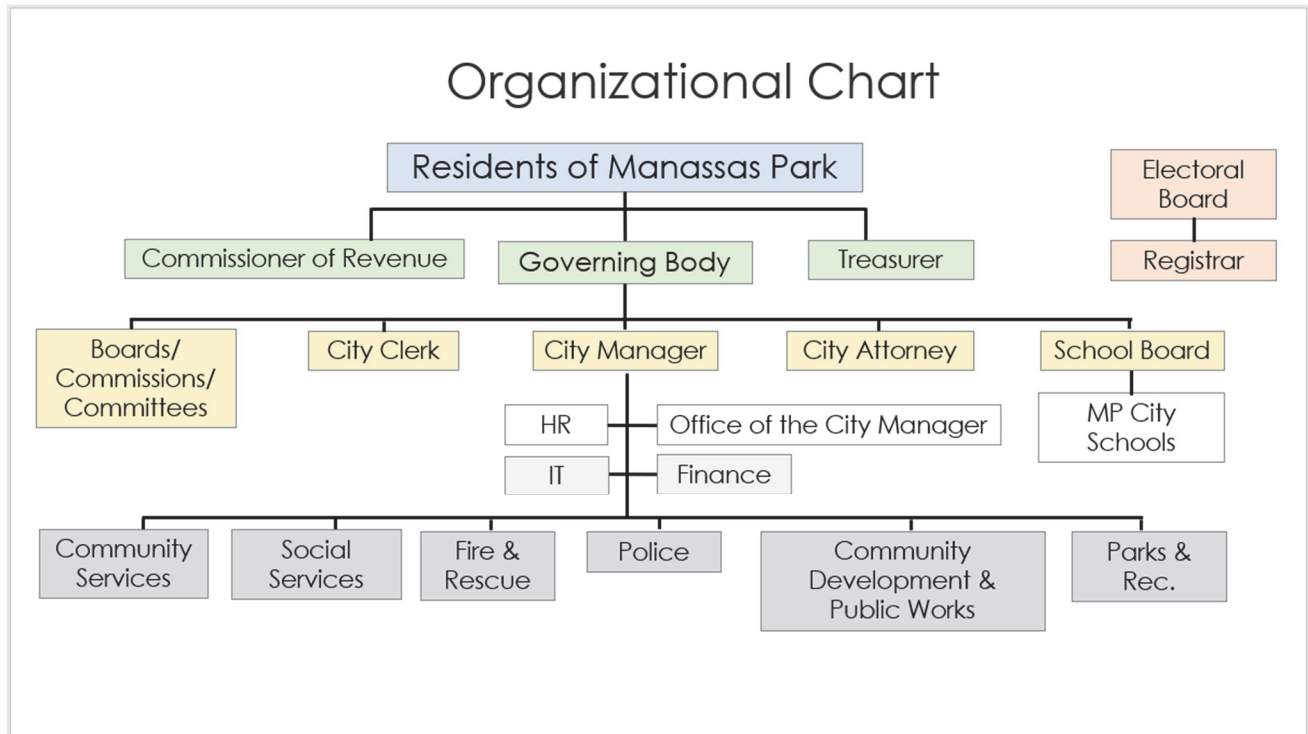 Organizational Chart
Residents of Manassas Park
Electoral
Board
Commissioner of Revenue
Governing Body
Treasurer
Registrar
Boards/
Commissions/
Committees
City Clerk
City Manager
City Attorney
School Board
HR
Office of the City Manager
MP City
Schools
IT
Finance
Community
Services
Social
Services
Fire &
Rescue
Police
Community
Development &
Public Works
Parks &
Rec.